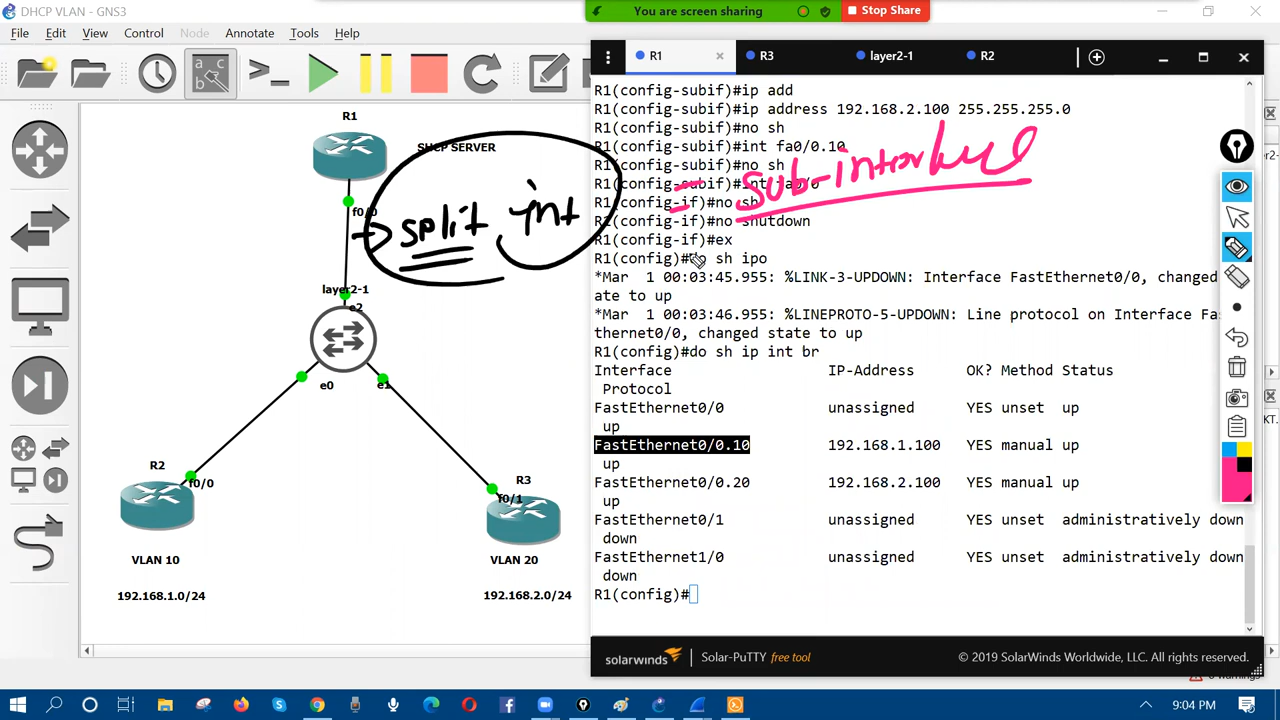 DHCP VLAN - GNS3
You are screen sharing
Stop Share
File Edit View Control Node Annotate Tools Help
R1
R3
layer2-1
R2
R1
SHCP SERVER
f0/0
split int
layer2-1
e2
e0
e1
R2
f0/0
VLAN 10
192.168.1.0/24
R3
f0/1
VLAN 20
192.168.2.0/24
R1(config-subif)#ip add
R1(config-subif)#ip address 192.168.2.100 255.255.255.0
R1(config-subif)#no sh
R1(config-subif)#int fa0/0.10
R1(config-subif)#no sh
R1(config-subif)#int fa0/0
R1(config-if)#no sh
R1(config-if)#no shutdown
R1(config-if)#ex
R1(config)# sh ipo
*Mar  1 00:03:45.955: %LINK-3-UPDOWN: Interface FastEthernet0/0, changed
ate to up
*Mar  1 00:03:46.955: %LINEPROTO-5-UPDOWN: Line protocol on Interface Fa
thernet0/0, changed state to up
R1(config)#do sh ip int br
Interface IP-Address OK? Method Status
Protocol
FastEthernet0/0 unassigned YES unset up
up
FastEthernet0/0.10 192.168.1.100 YES manual up
up
FastEthernet0/0.20 192.168.2.100 YES manual up
up
FastEthernet0/1 unassigned YES unset administratively down
down
FastEthernet1/0 unassigned YES unset administratively down
down
R1(config)#
solarwinds Solar-PuTTY free tool © 2019 SolarWinds Worldwide, LLC. All rights reserved.
9:04 PM